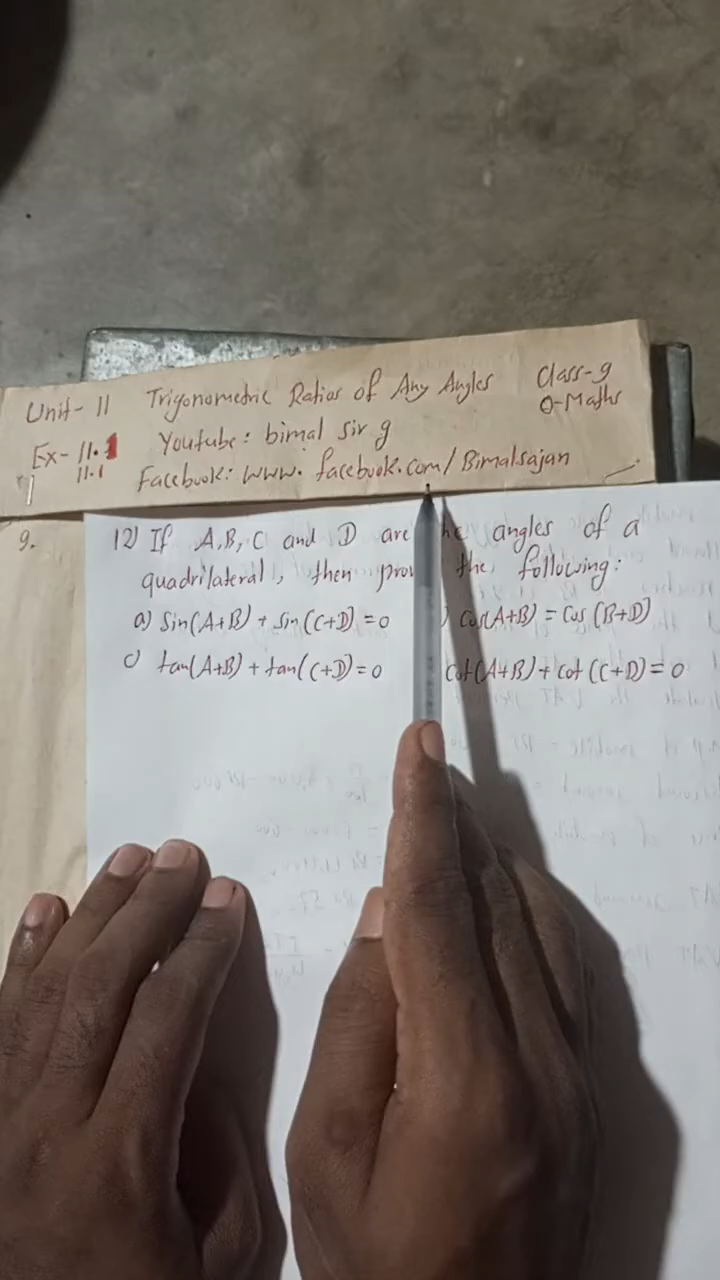 Unit- 11 Trigonometric Ratios of Any Angles Class-9
Ex- 11.1 Youtube: bimal sir g O-Maths
11.1 Facebook: www. facebook.com/Bimalsajan
9.
12) If A,B, C and D are angles of a
quadrilateral, then the following:
a) Sin(A+B) + sin(C+D) = 0 ) Cos(A+B) = Cos (B+D)
c) tan(A+B) + tan(C+D) = 0 cot(A+B) + cot (C+D) = 0